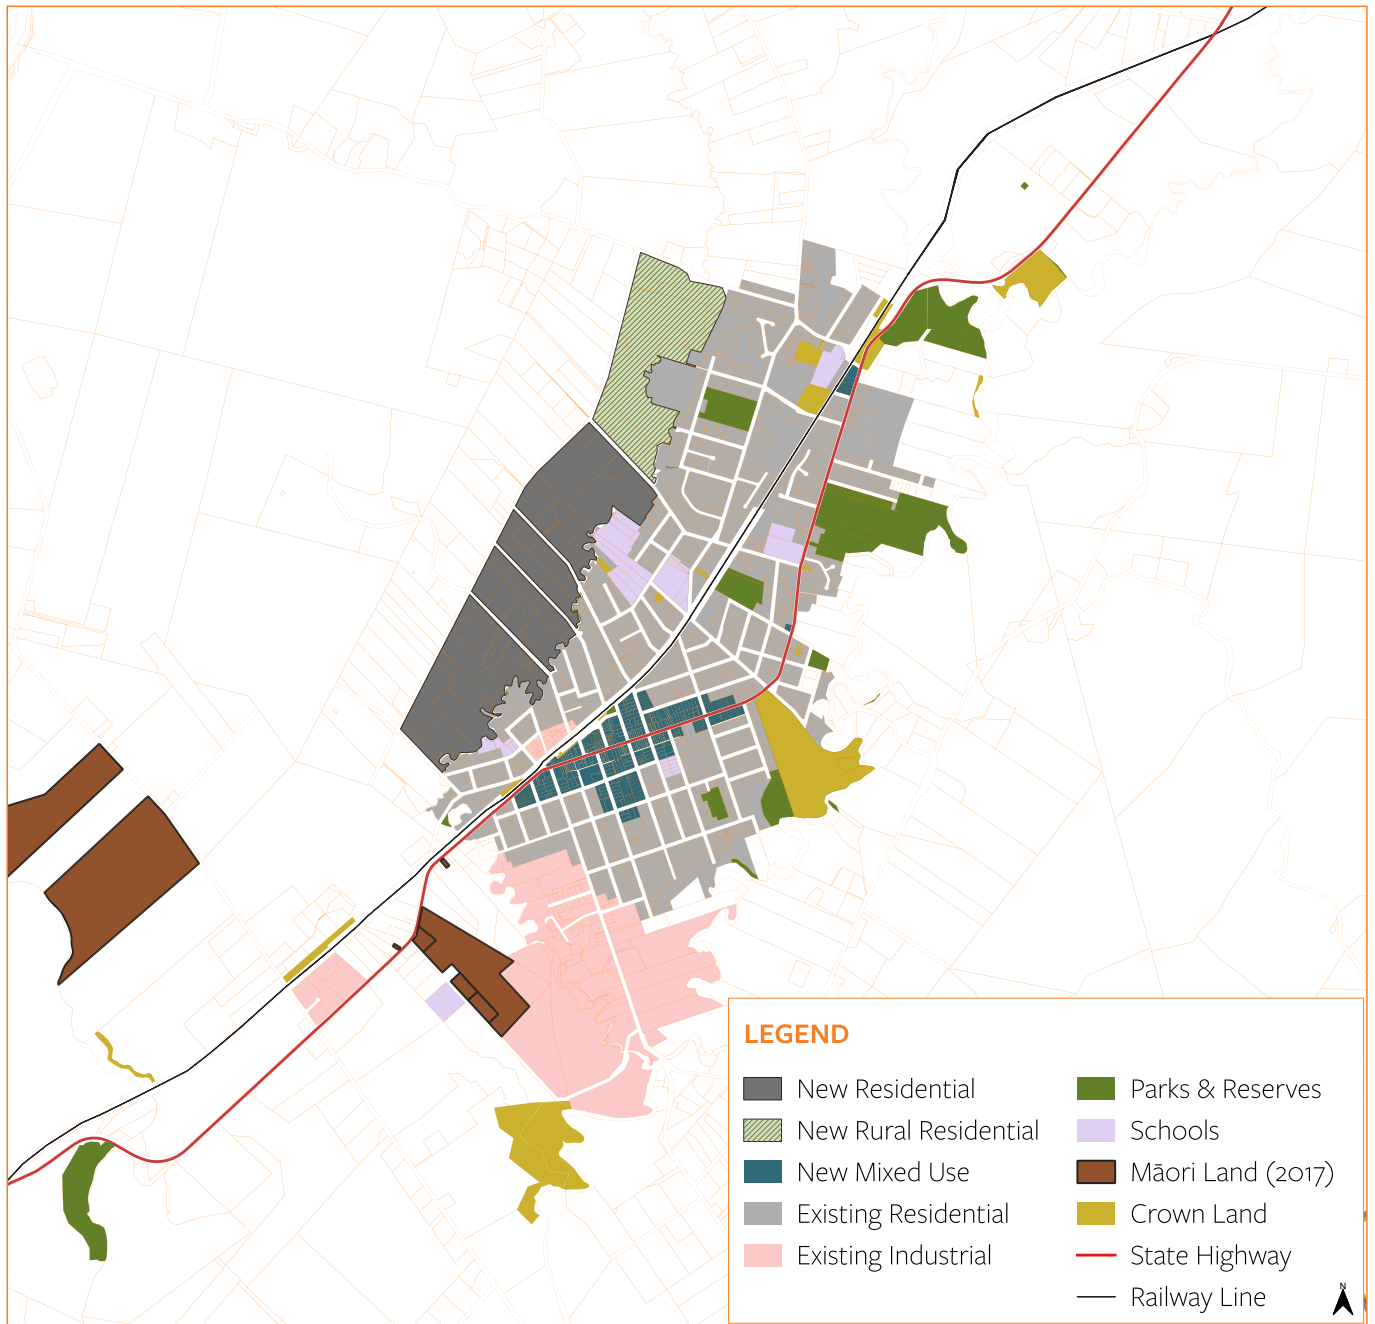 LEGEND
New Residential
New Rural Residential
New Mixed Use
Existing Residential
Existing Industrial
Parks & Reserves
Schools
Māori Land (2017)
Crown Land
State Highway
Railway Line
N